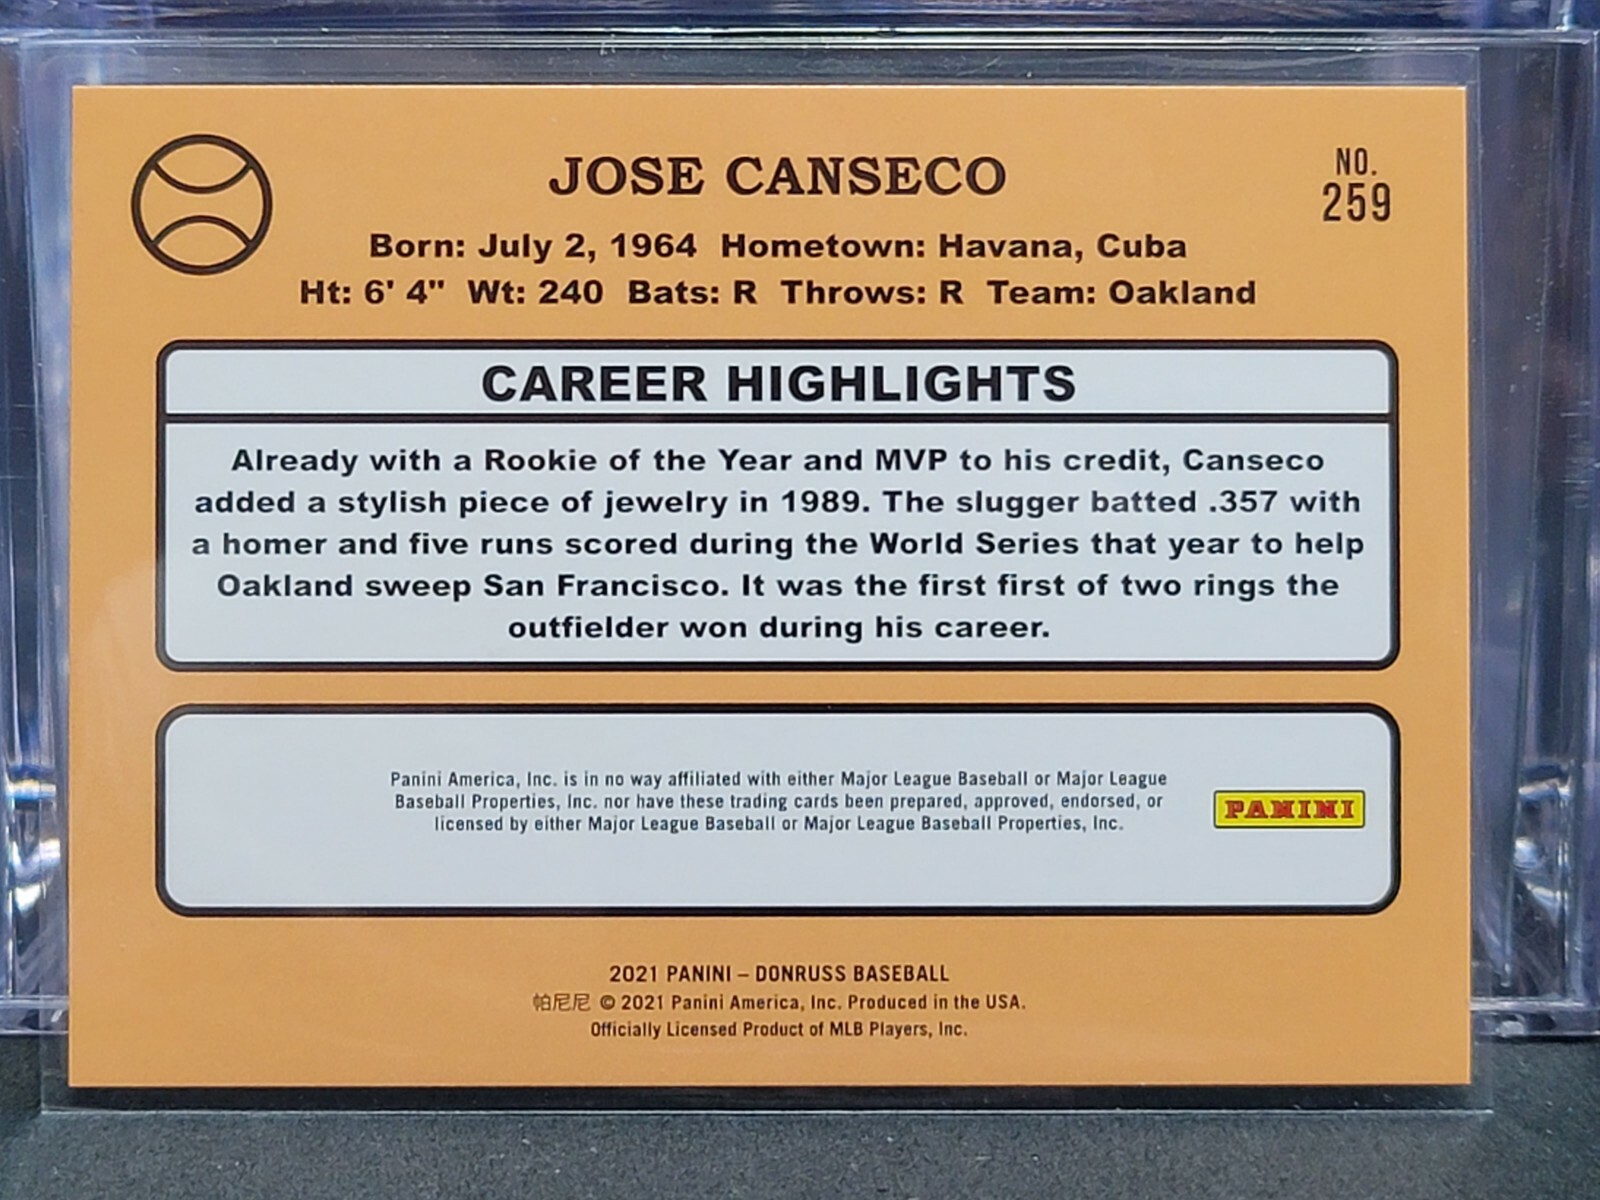 JOSE CANSECO
NO.
259
Born: July 2, 1964 Hometown: Havana, Cuba
Ht: 6' 4" Wt: 240 Bats: R Throws: R Team: Oakland
CAREER HIGHLIGHTS
Already with a Rookie of the Year and MVP to his credit, Canseco
added a stylish piece of jewelry in 1989. The slugger batted .357 with
a homer and five runs scored during the World Series that year to help
Oakland sweep San Francisco. It was the first first of two rings the
outfielder won during his career.
Panini America, Inc. is in no way affiliated with either Major League Baseball or Major League
Baseball Properties, Inc. nor have these trading cards been prepared, approved, endorsed, or
licensed by either Major League Baseball or Major League Baseball Properties, Inc.
PANINI
2021 PANINI – DONRUSS BASEBALL
帕尼尼 © 2021 Panini America, Inc. Produced in the USA.
Officially Licensed Product of MLB Players, Inc.